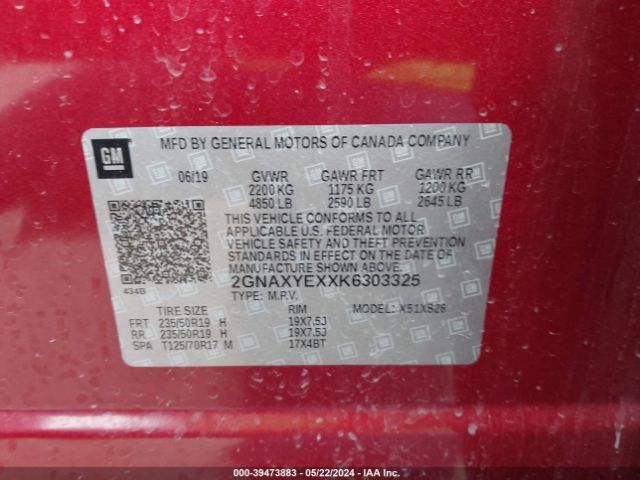 GM
MFD BY GENERAL MOTORS OF CANADA COMPANY
06/19 GVWR GAWR FRT GAWR RR
2200 KG 1175 KG 1200 KG
4850 LB 2590 LB 2645 LB
THIS VEHICLE CONFORMS TO ALL
APPLICABLE U.S. FEDERAL MOTOR
VEHICLE SAFETY AND THEFT PREVENTION
STANDARDS IN EFFECT ON THE DATE OF
MANUFACTURE SHOWN ABOVE.
434B 2GNAXYEXXK6303325
TYPE: M.P.V.
TIRE SIZE RIM MODEL: X51XS26
FRT 235/50R19 H 19X7.5J
RR 235/50R19 H 19X7.5J
SPA T125/70R17 M 17X4BT
000-39473883 - 05/22/2024 - IAA Inc.